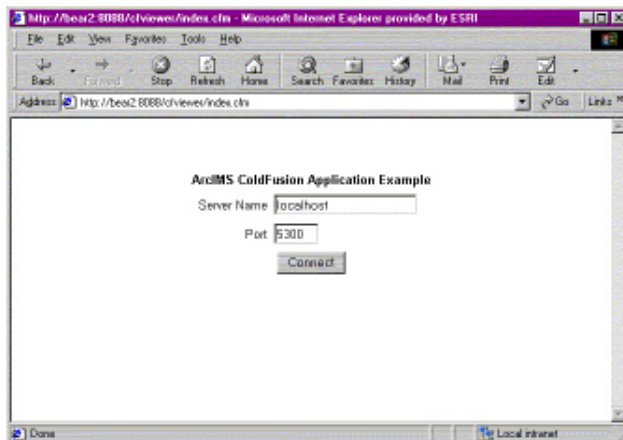 http://bear2:8088/cfviewer/index.cfm - Microsoft Internet Explorer provided by ESRI
File Edit View Favorites Tools Help
Back Forward Stop Refresh Home Search Favorites History Mail Print Edit
Address http://bear2:8088/cfviewer/index.cfm Go Links »
ArcIMS ColdFusion Application Example
Server Name localhost
Port 5300
Connect
Done Local intranet